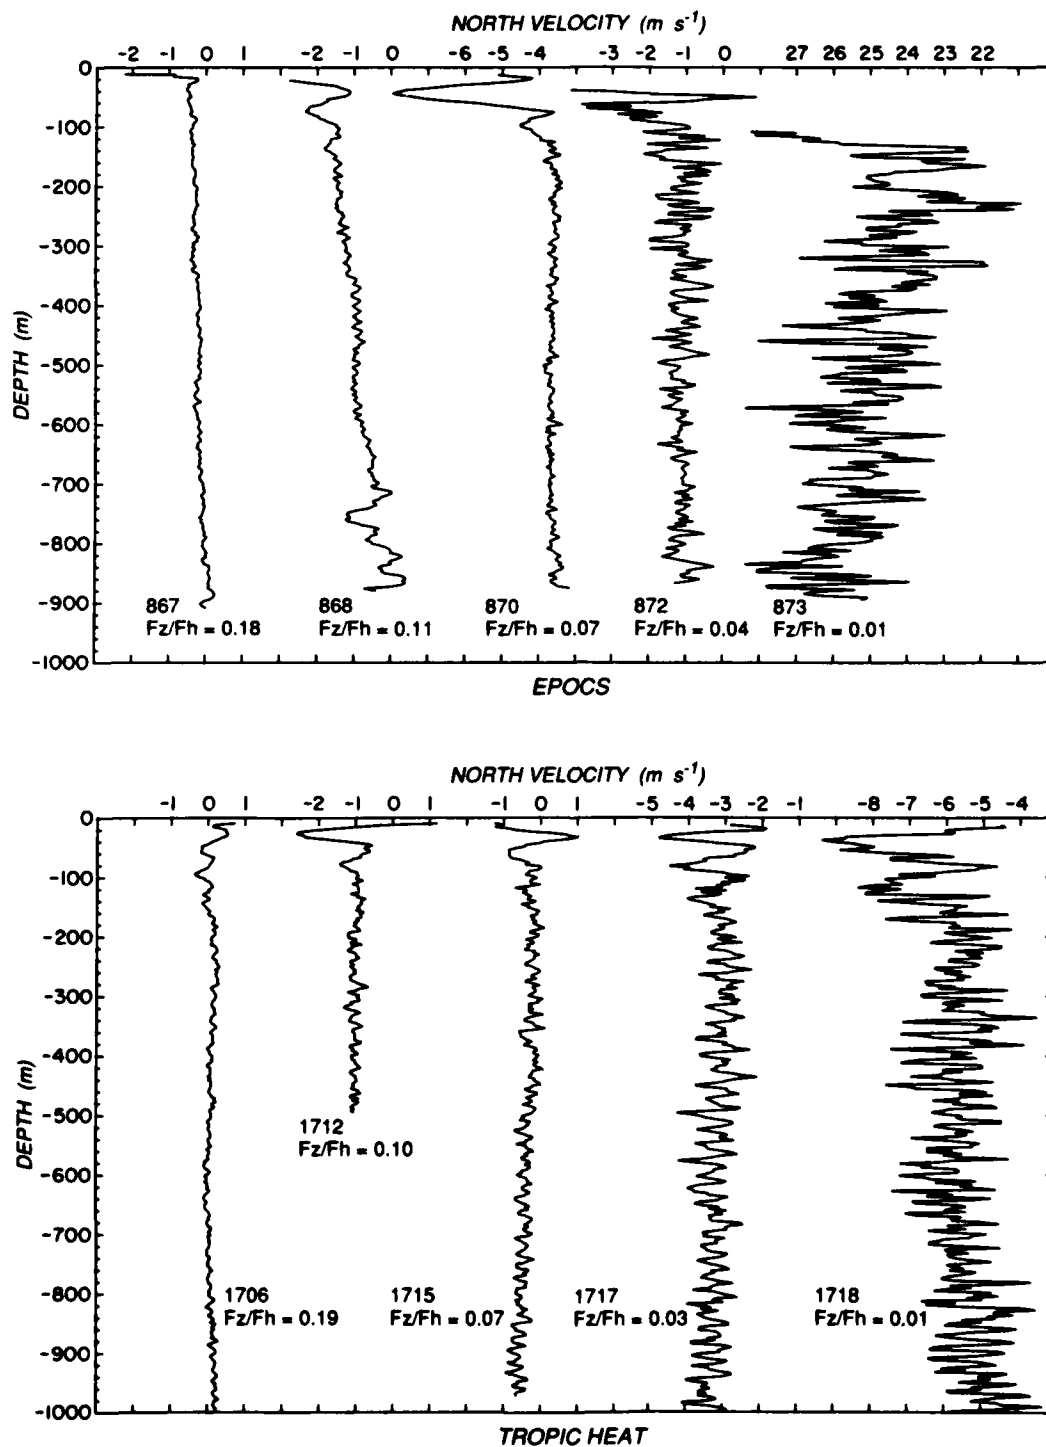 NORTH VELOCITY (m s-1)
-2 -1 0 -2 -1 0 -6 -5 -4 -3 -2 -1 0 27 26 25 24 23 22
0
-100
-200
-300
-400
-500
-600
-700
-800
-900
-1000
DEPTH (m)
867
Fz/Fh = 0.18
868
Fz/Fh = 0.11
870
Fz/Fh = 0.07
872
Fz/Fh = 0.04
873
Fz/Fh = 0.01
EPOCS
NORTH VELOCITY (m s-1)
-1 0 -2 -1 0 1 -1 0 1 -5 -4 -3 -2 -1 -8 -7 -6 -5 -4
0
-100
-200
-300
-400
-500
-600
-700
-800
-900
-1000
DEPTH (m)
1712
Fz/Fh = 0.10
1706
Fz/Fh = 0.19
1715
Fz/Fh = 0.07
1717
Fz/Fh = 0.03
1718
Fz/Fh = 0.01
TROPIC HEAT